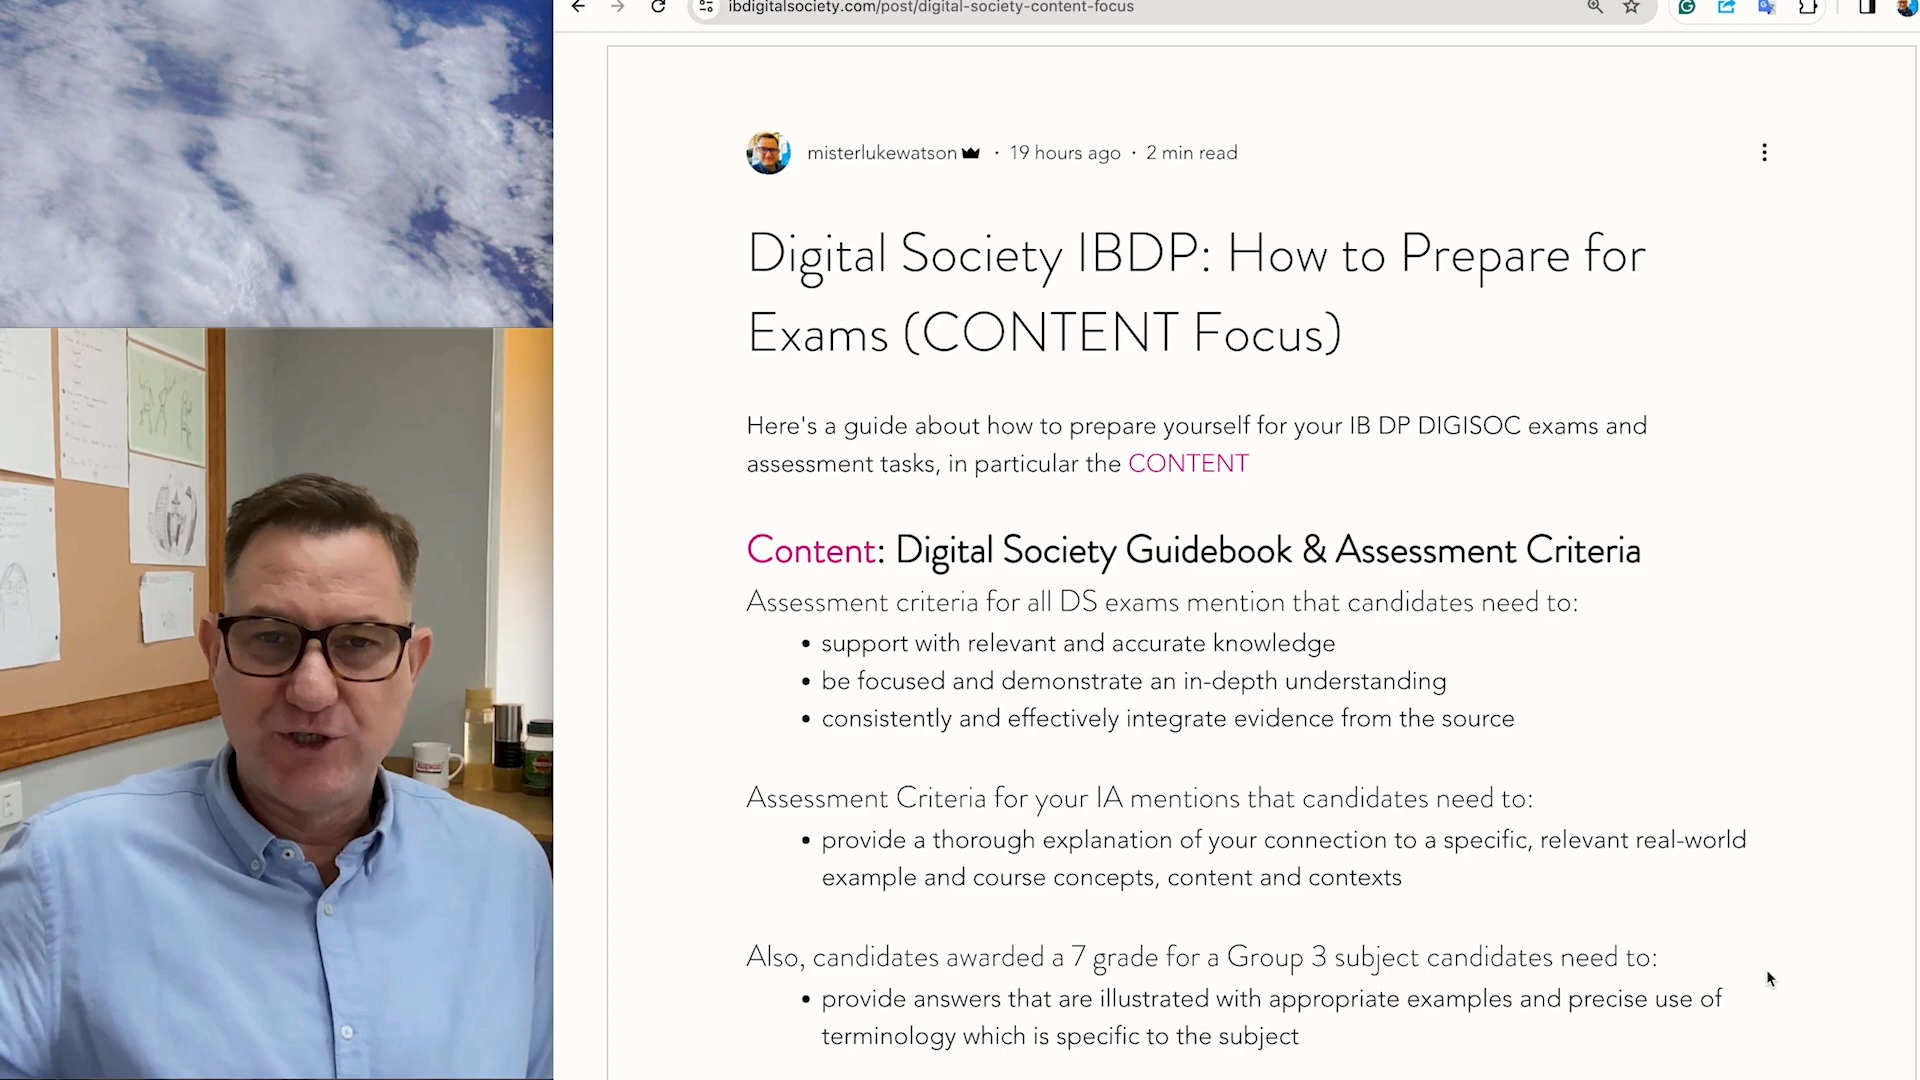 ibdigitalsociety.com/post/digital-society-content-focus
misterlukewatson · 19 hours ago · 2 min read
Digital Society IBDP: How to Prepare for
Exams (CONTENT Focus)
Here's a guide about how to prepare yourself for your IB DP DIGISOC exams and
assessment tasks, in particular the CONTENT
Content: Digital Society Guidebook & Assessment Criteria
Assessment criteria for all DS exams mention that candidates need to:
• support with relevant and accurate knowledge
• be focused and demonstrate an in-depth understanding
• consistently and effectively integrate evidence from the source
Assessment Criteria for your IA mentions that candidates need to:
• provide a thorough explanation of your connection to a specific, relevant real-world
example and course concepts, content and contexts
Also, candidates awarded a 7 grade for a Group 3 subject candidates need to:
• provide answers that are illustrated with appropriate examples and precise use of
terminology which is specific to the subject